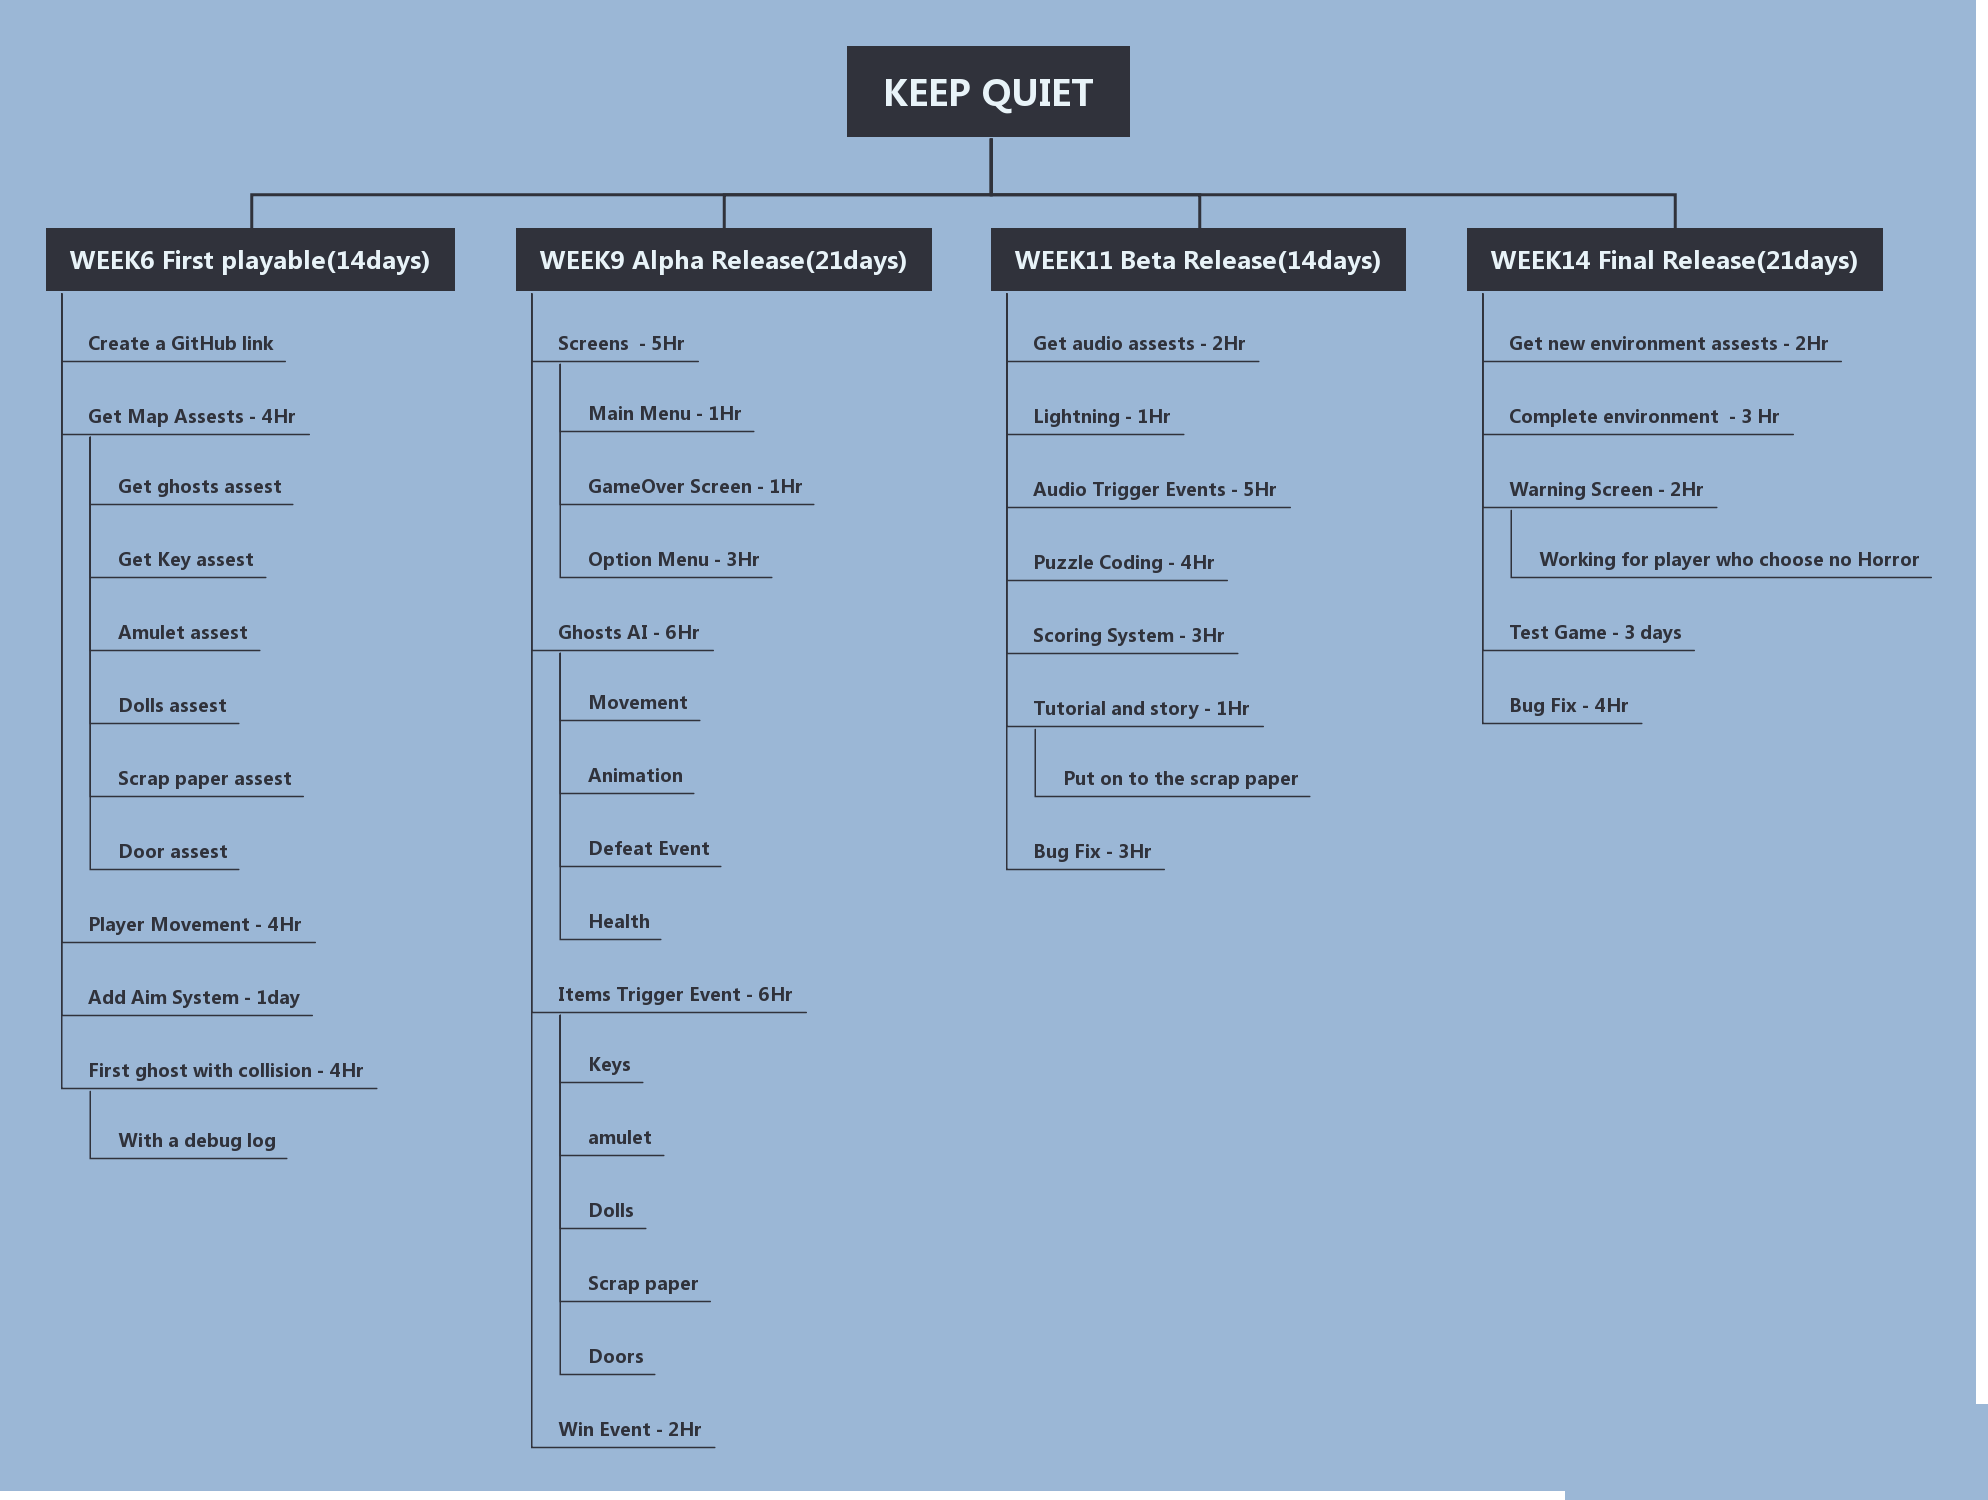 KEEP QUIET
WEEK6 First playable(14days)
Create a GitHub link
Get Map Assests - 4Hr
Get ghosts assest
Get Key assest
Amulet assest
Dolls assest
Scrap paper assest
Door assest
Player Movement - 4Hr
Add Aim System - 1day
First ghost with collision - 4Hr
With a debug log
WEEK9 Alpha Release(21days)
Screens  - 5Hr
Main Menu - 1Hr
GameOver Screen - 1Hr
Option Menu - 3Hr
Ghosts AI - 6Hr
Movement
Animation
Defeat Event
Health
Items Trigger Event - 6Hr
Keys
amulet
Dolls
Scrap paper
Doors
Win Event - 2Hr
WEEK11 Beta Release(14days)
Get audio assests - 2Hr
Lightning - 1Hr
Audio Trigger Events - 5Hr
Puzzle Coding - 4Hr
Scoring System - 3Hr
Tutorial and story - 1Hr
Put on to the scrap paper
Bug Fix - 3Hr
WEEK14 Final Release(21days)
Get new environment assests - 2Hr
Complete environment  - 3 Hr
Warning Screen - 2Hr
Working for player who choose no Horror
Test Game - 3 days
Bug Fix - 4Hr